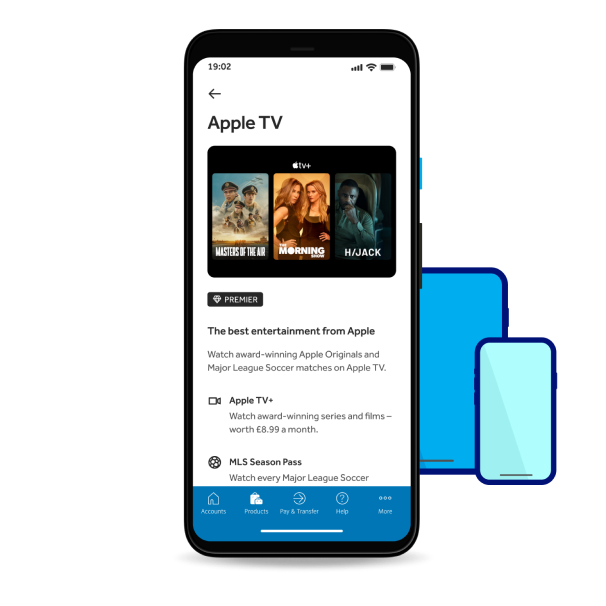 19:02
Apple TV
tv+
MASTERS OF THE AIR
THE MORNING SHOW
H/JACK
PREMIER
The best entertainment from Apple
Watch award-winning Apple Originals and
Major League Soccer matches on Apple TV.
Apple TV+
Watch award-winning series and films –
worth £8.99 a month.
MLS Season Pass
Watch every Major League Soccer
Accounts Products Pay & Transfer Help More